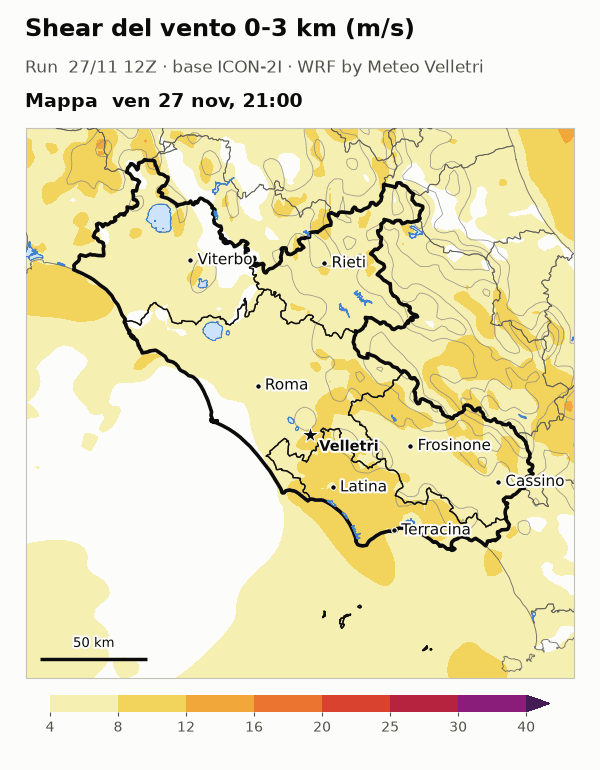 Shear del vento 0-3 km (m/s)
Run  27/11 12Z · base ICON-2I · WRF by Meteo Velletri
Mappa  ven 27 nov, 21:00
Viterbo
Rieti
Roma
Velletri
Frosinone
Cassino
Latina
Terracina
50 km
4 8 12 16 20 25 30 40